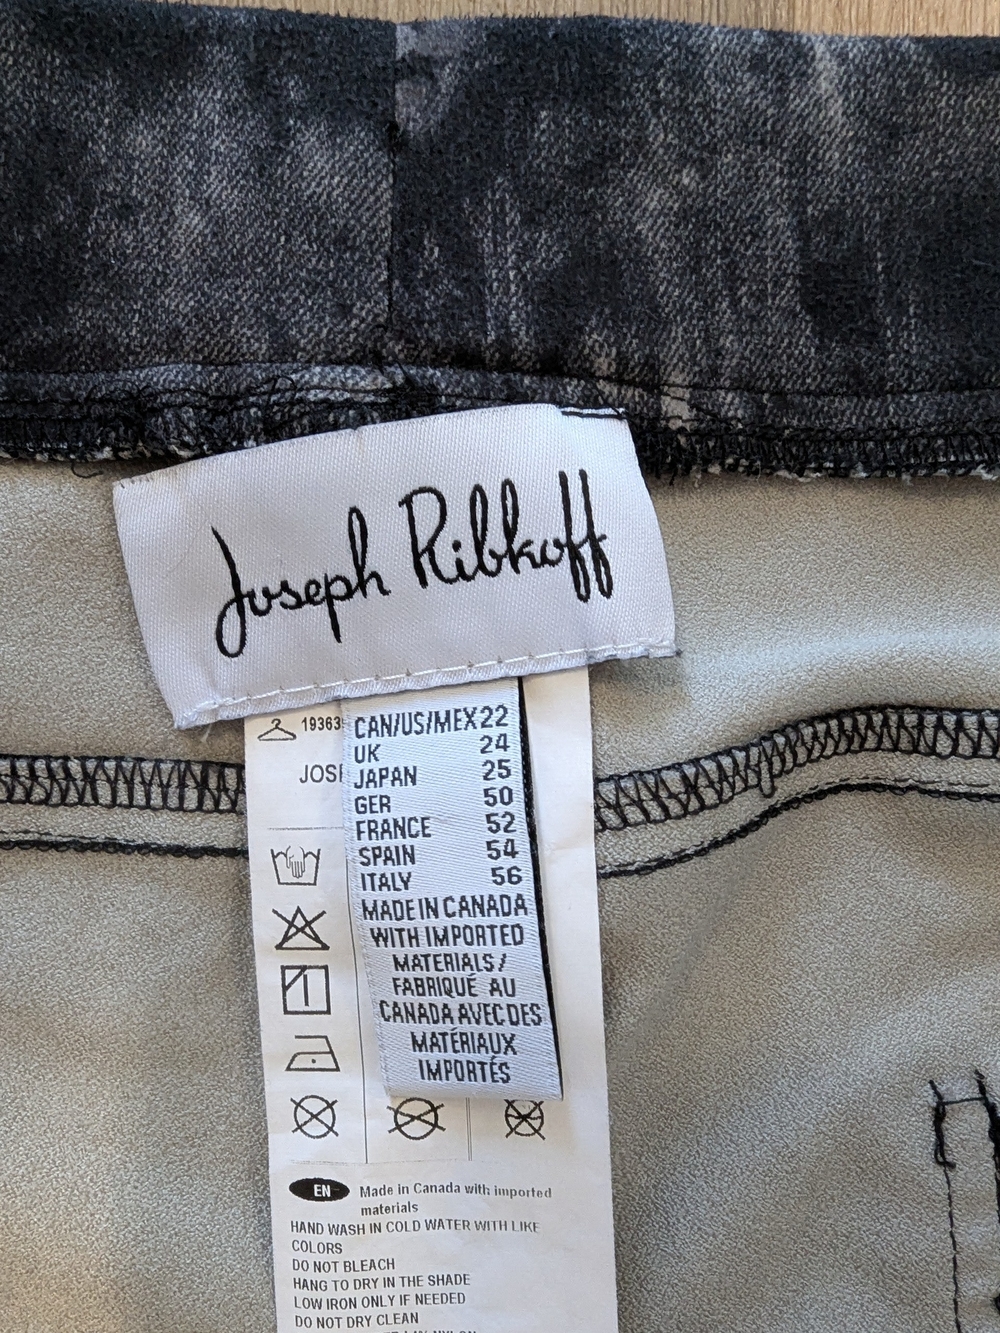 Joseph Ribkoff
19363
JOS
CAN/US/MEX 22
UK 24
JAPAN 25
GER 50
FRANCE 52
SPAIN 54
ITALY 56
MADE IN CANADA
WITH IMPORTED
MATERIALS/
FABRIQUÉ AU
CANADA AVEC DES
MATÉRIAUX
IMPORTÉS
EN Made in Canada with imported
materials
HAND WASH IN COLD WATER WITH LIKE
COLORS
DO NOT BLEACH
HANG TO DRY IN THE SHADE
LOW IRON ONLY IF NEEDED
DO NOT DRY CLEAN